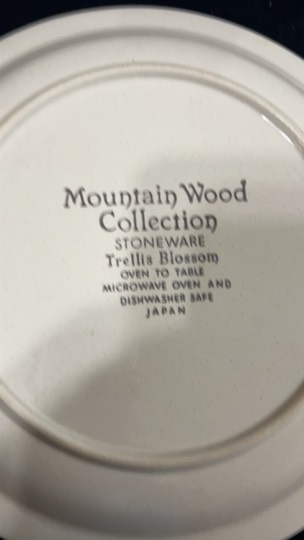 Mountain Wood
Collection
STONEWARE
Trellis Blossom
OVEN TO TABLE
MICROWAVE OVEN AND
DISHWASHER SAFE
JAPAN